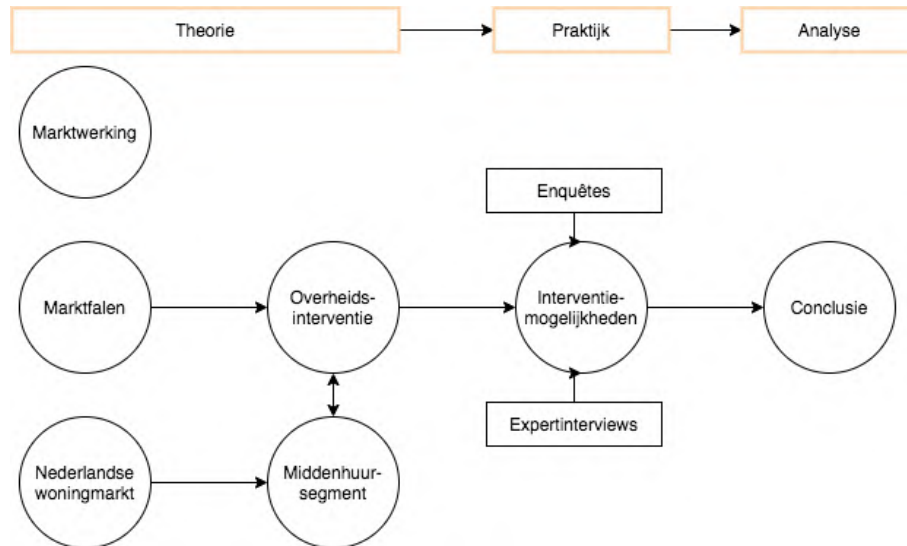 Theorie
Praktijk
Analyse
Marktwerking
Enquêtes
Marktfalen
Overheids-
interventie
Interventie-
mogelijkheden
Conclusie
Expertinterviews
Nederlandse
woningmarkt
Middenhuur-
segment